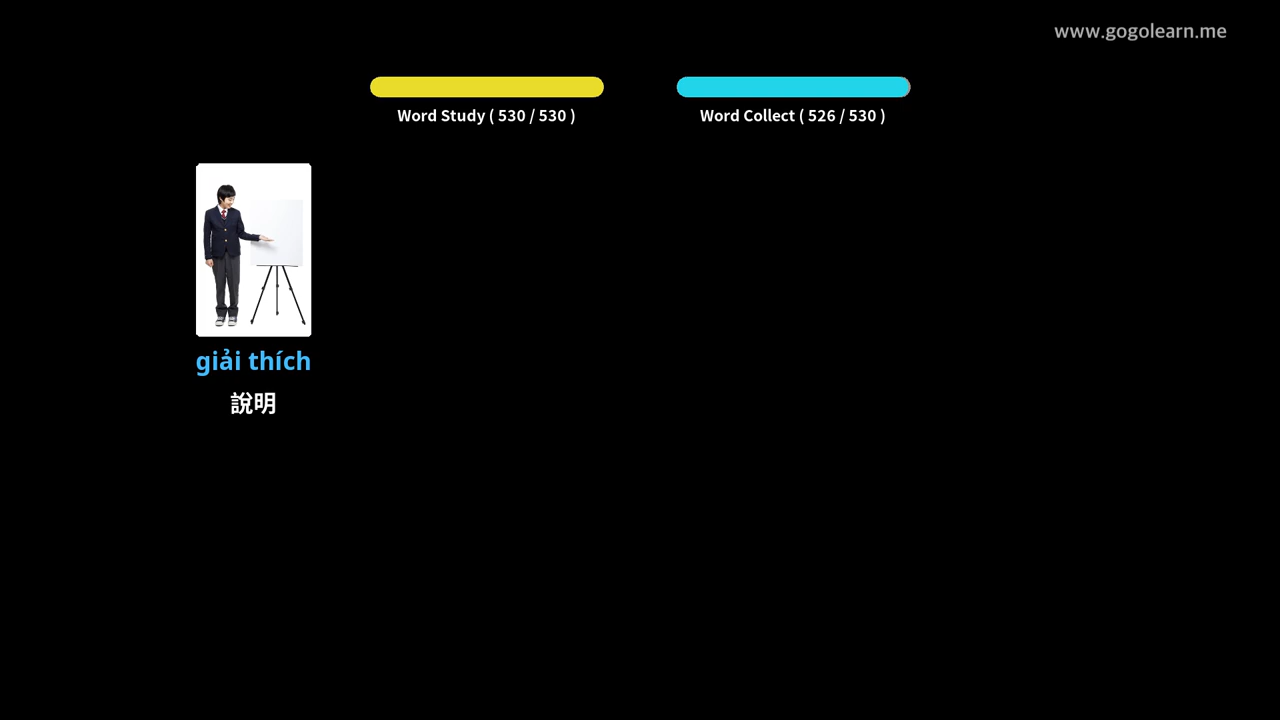 www.gogolearn.me
Word Study ( 530 / 530 )
Word Collect ( 526 / 530 )
giải thích
說明